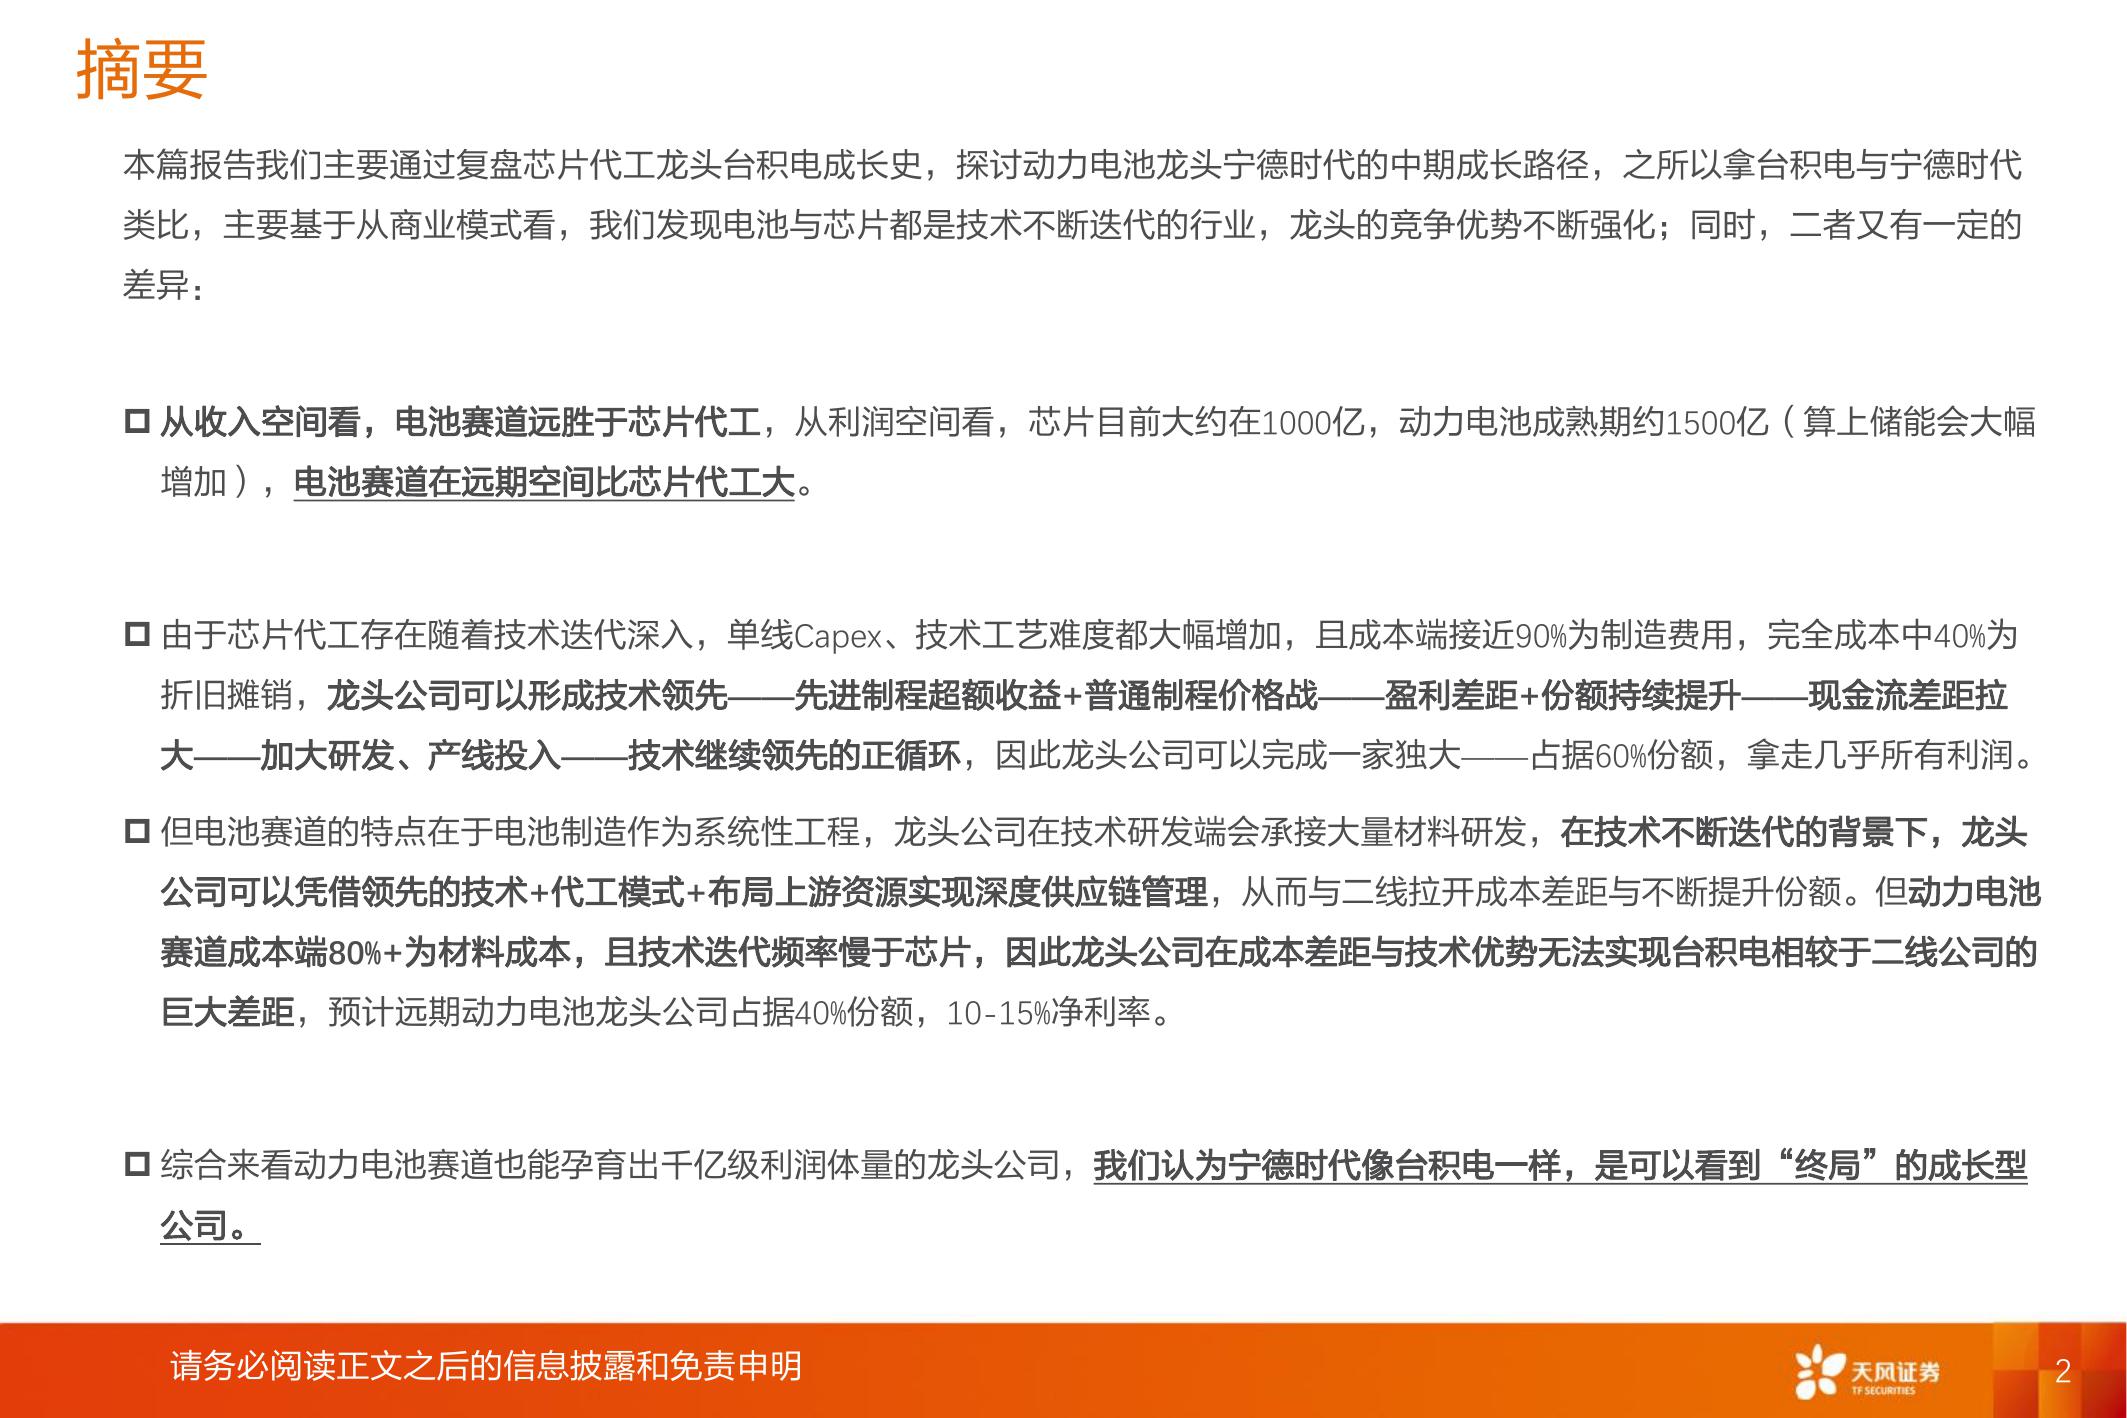 摘要
本篇报告我们主要通过复盘芯片代工龙头台积电成长史，探讨动力电池龙头宁德时代的中期成长路径，之所以拿台积电与宁德时代
类比，主要基于从商业模式看，我们发现电池与芯片都是技术不断迭代的行业，龙头的竞争优势不断强化；同时，二者又有一定的
差异：
从收入空间看，电池赛道远胜于芯片代工，从利润空间看，芯片目前大约在1000亿，动力电池成熟期约1500亿（算上储能会大幅
增加），电池赛道在远期空间比芯片代工大。
由于芯片代工存在随着技术迭代深入，单线Capex、技术工艺难度都大幅增加，且成本端接近90%为制造费用，完全成本中40%为
折旧摊销，龙头公司可以形成技术领先——先进制程超额收益+普通制程价格战——盈利差距+份额持续提升——现金流差距拉
大——加大研发、产线投入——技术继续领先的正循环，因此龙头公司可以完成一家独大——占据60%份额，拿走几乎所有利润。
但电池赛道的特点在于电池制造作为系统性工程，龙头公司在技术研发端会承接大量材料研发，在技术不断迭代的背景下，龙头
公司可以凭借领先的技术+代工模式+布局上游资源实现深度供应链管理，从而与二线拉开成本差距与不断提升份额。但动力电池
赛道成本端80%+为材料成本，且技术迭代频率慢于芯片，因此龙头公司在成本差距与技术优势无法实现台积电相较于二线公司的
巨大差距，预计远期动力电池龙头公司占据40%份额，10-15%净利率。
综合来看动力电池赛道也能孕育出千亿级利润体量的龙头公司，我们认为宁德时代像台积电一样，是可以看到“终局”的成长型
公司。
请务必阅读正文之后的信息披露和免责申明
天风证券
TF SECURITIES
2